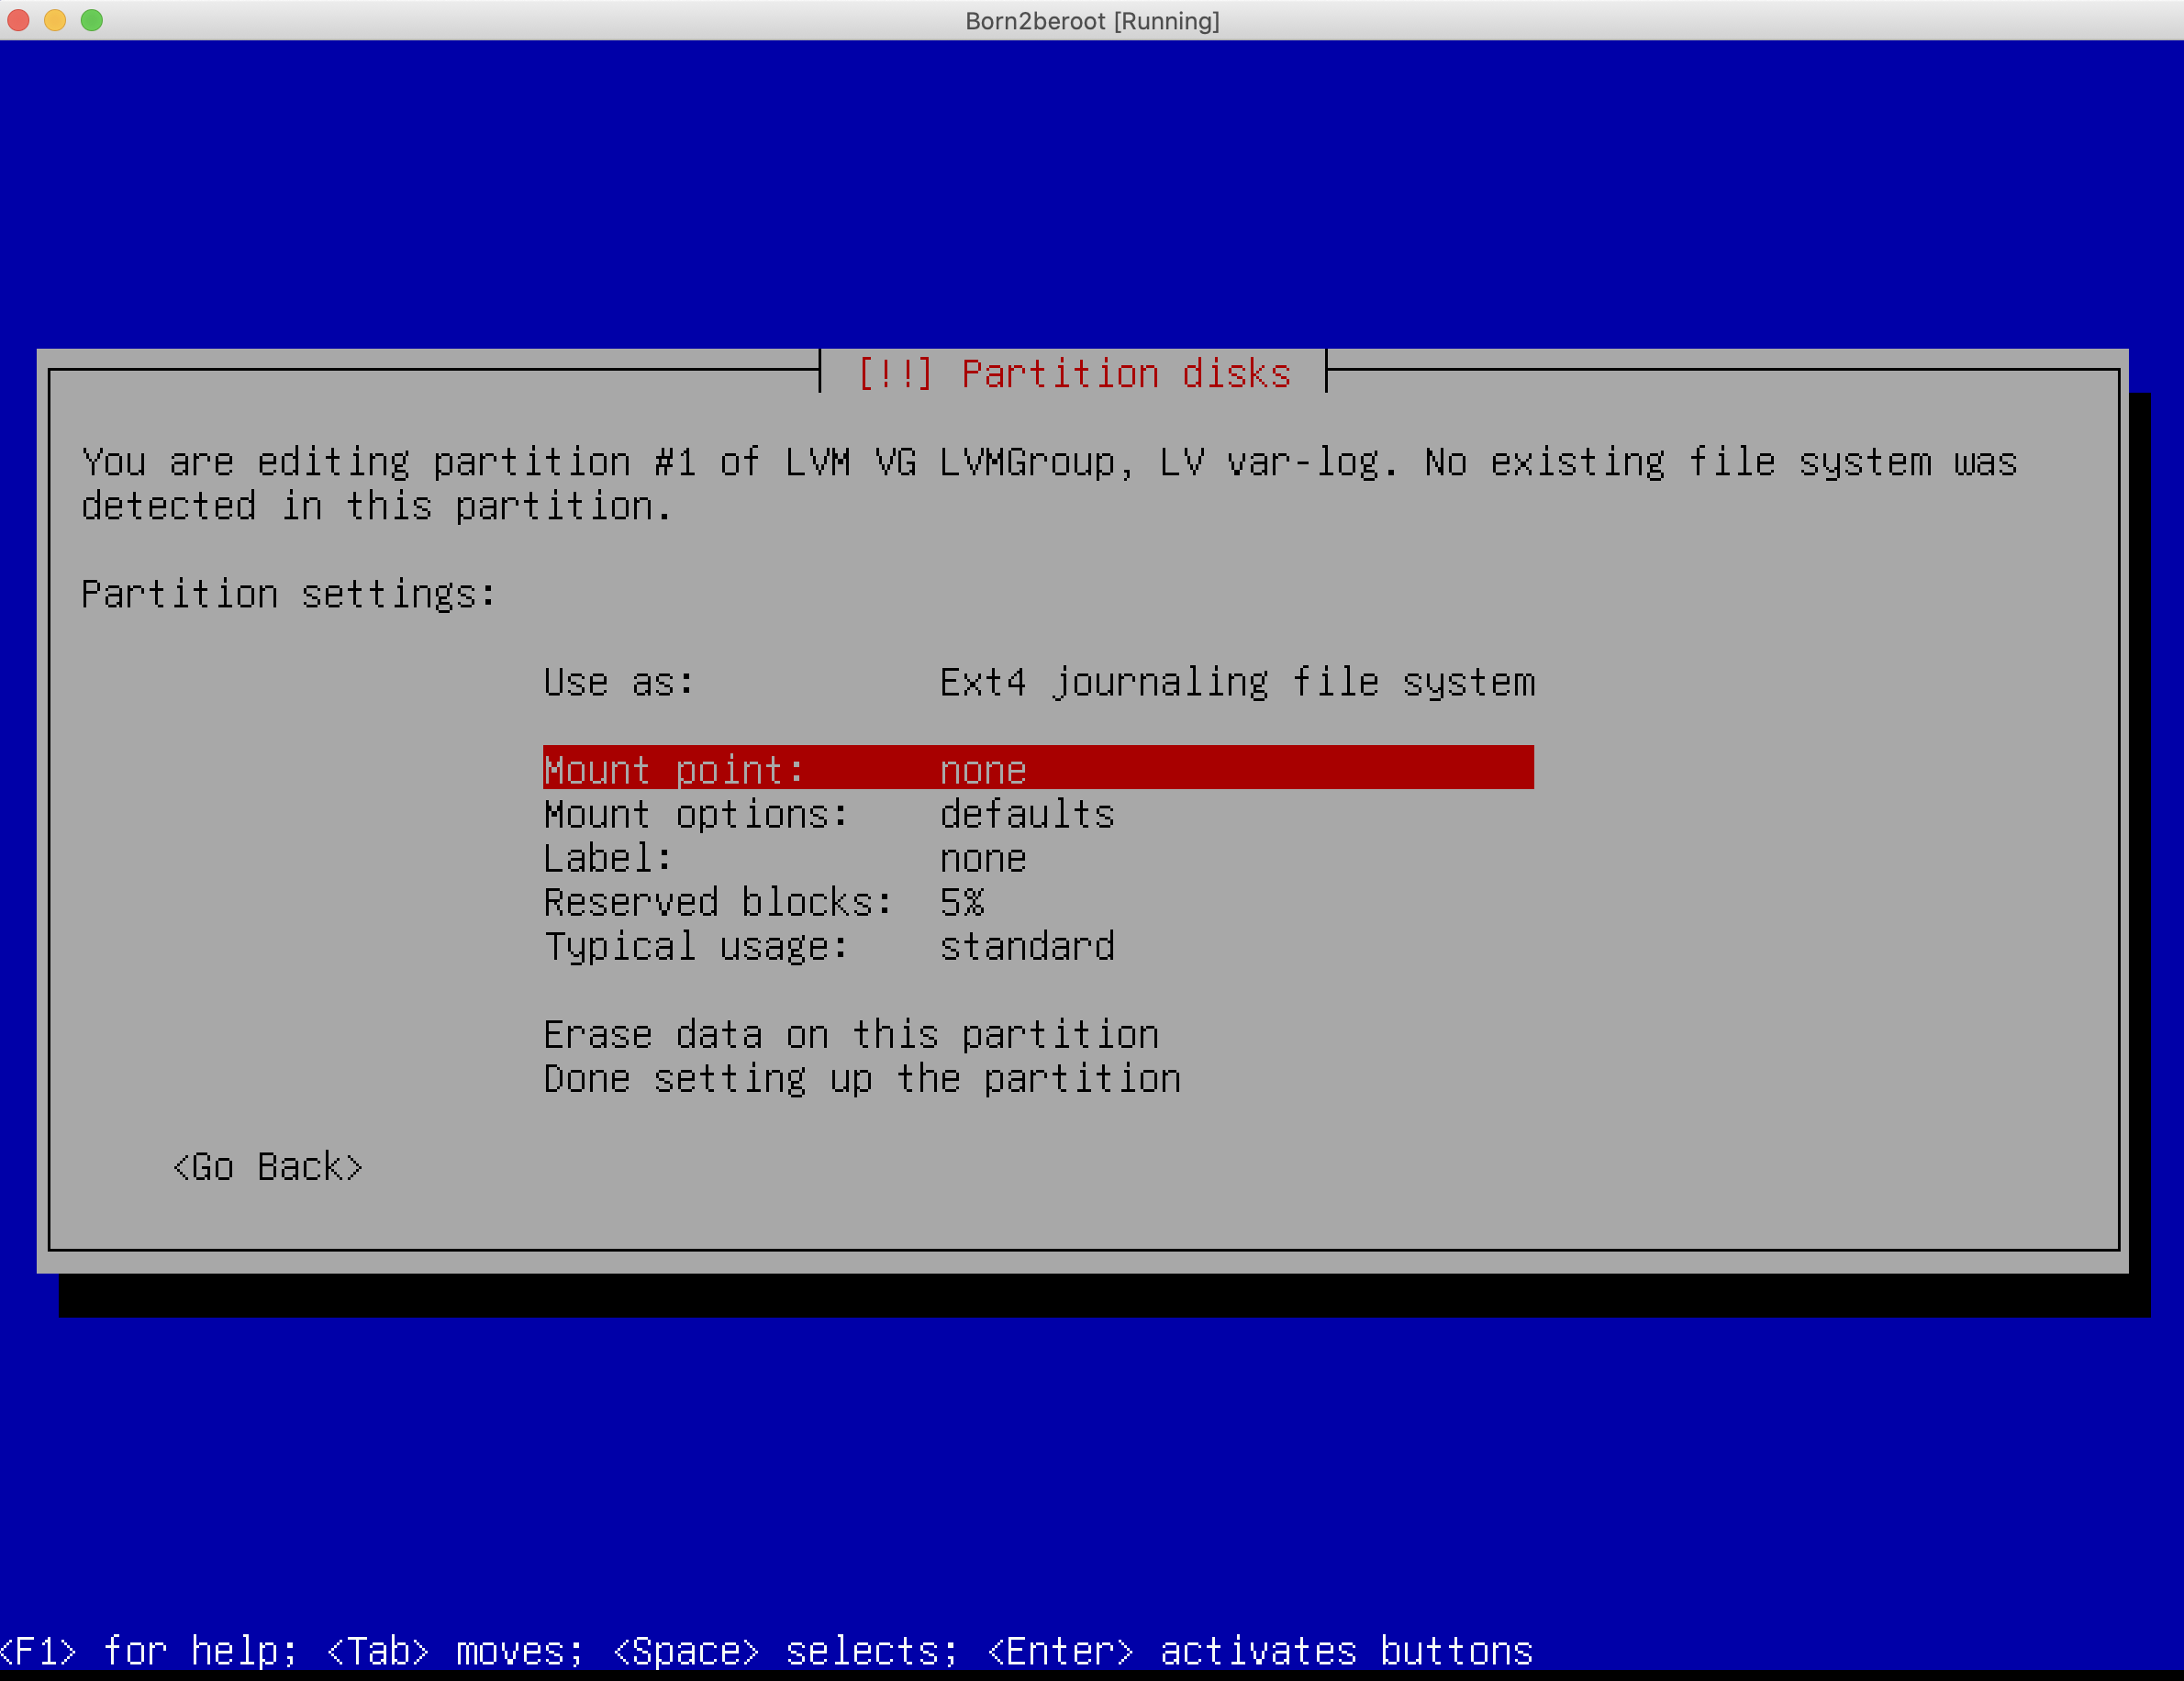 Born2beroot [Running]
[!!] Partition disks
You are editing partition #1 of LVM VG LVMGroup, LV var-log. No existing file system was
detected in this partition.
Partition settings:
Use as: Ext4 journaling file system
Mount point: none
Mount options: defaults
Label: none
Reserved blocks: 5%
Typical usage: standard
Erase data on this partition
Done setting up the partition
<Go Back>
<F1> for help; <Tab> moves; <Space> selects; <Enter> activates buttons